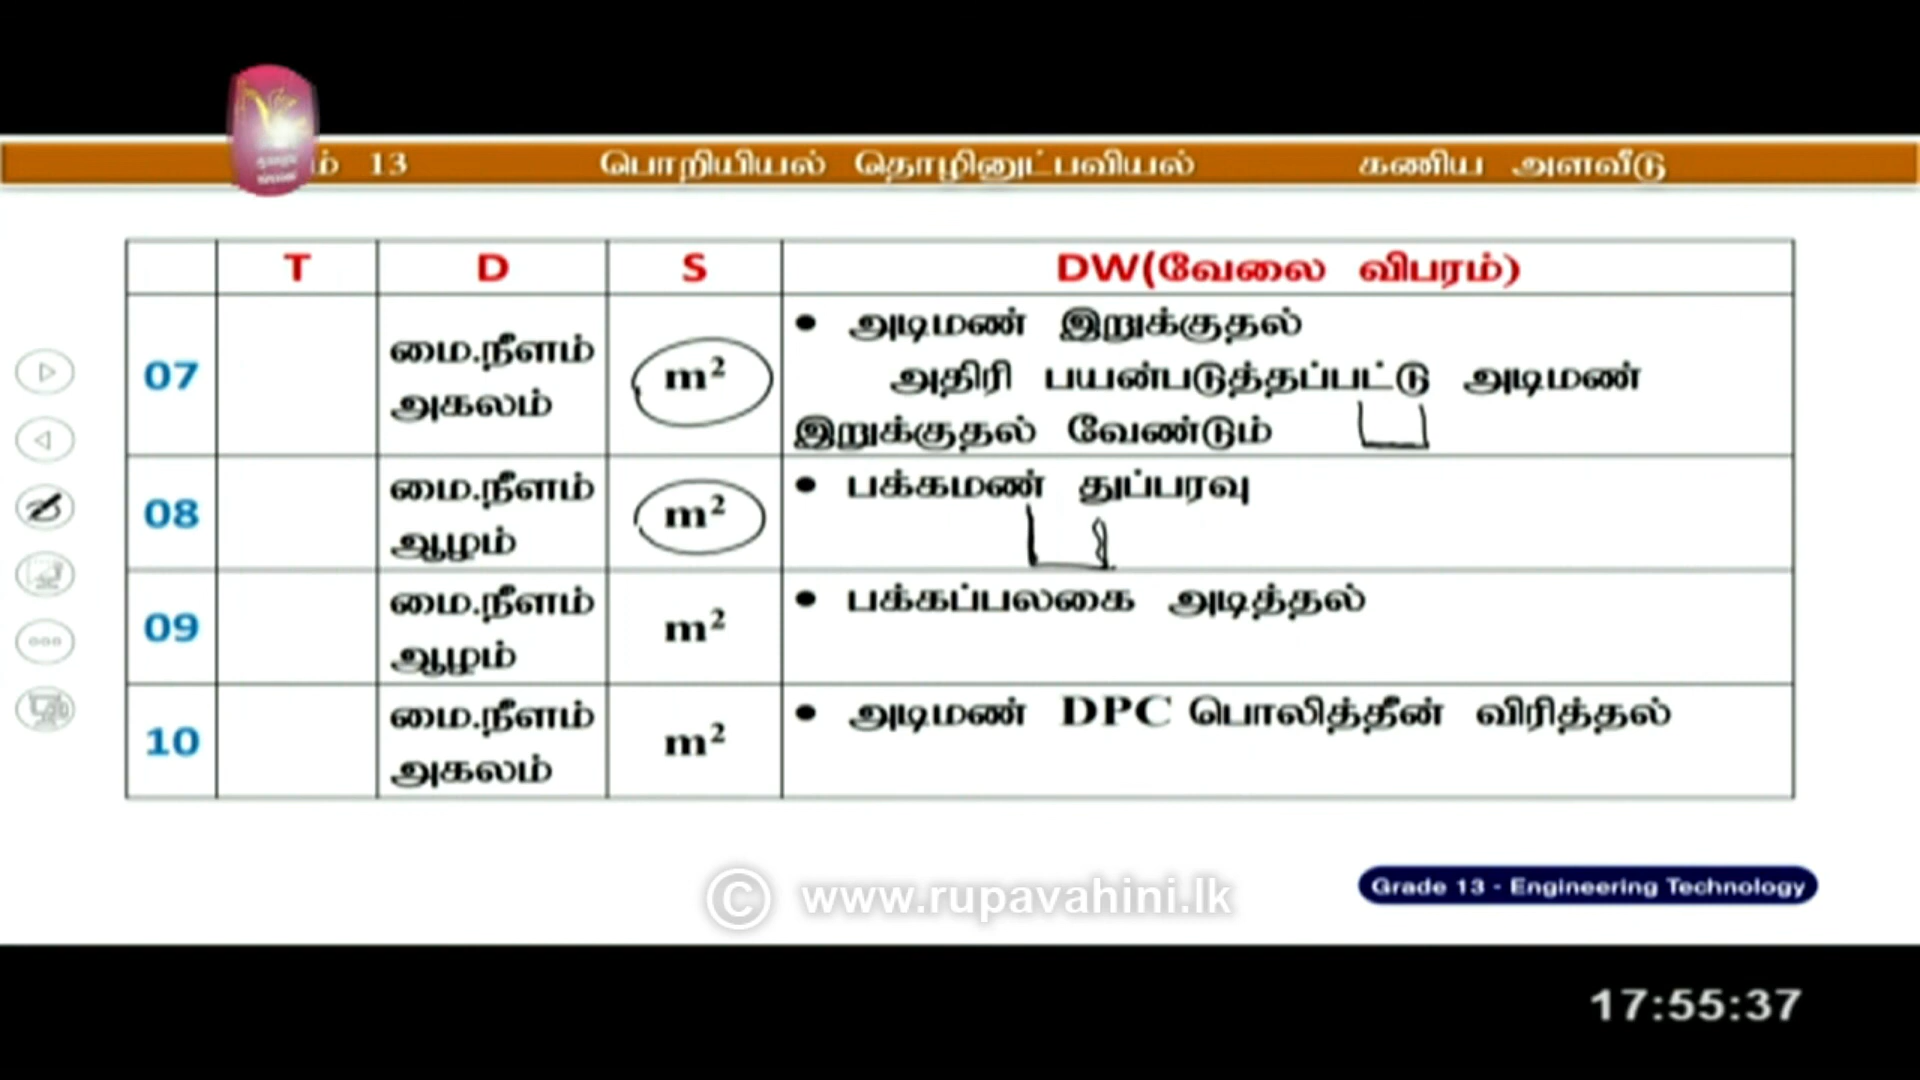 ம் 13 பொறியியல் தொழினுட்பவியல் கணிய அளவீடு
T D S DW(வேலை விபரம்)
07 மை.நீளம் அகலம் m² • அடிமண் இறுக்குதல்
அதிரி பயன்படுத்தப்பட்டு அடிமண்
இறுக்குதல் வேண்டும்
08 மை.நீளம் ஆழம் m² • பக்கமண் துப்பரவு
09 மை.நீளம் ஆழம் m² • பக்கப்பலகை அடித்தல்
10 மை.நீளம் அகலம் m² • அடிமண் DPC பொலித்தீன் விரித்தல்
© www.rupavahini.lk
Grade 13 - Engineering Technology
17:55:37